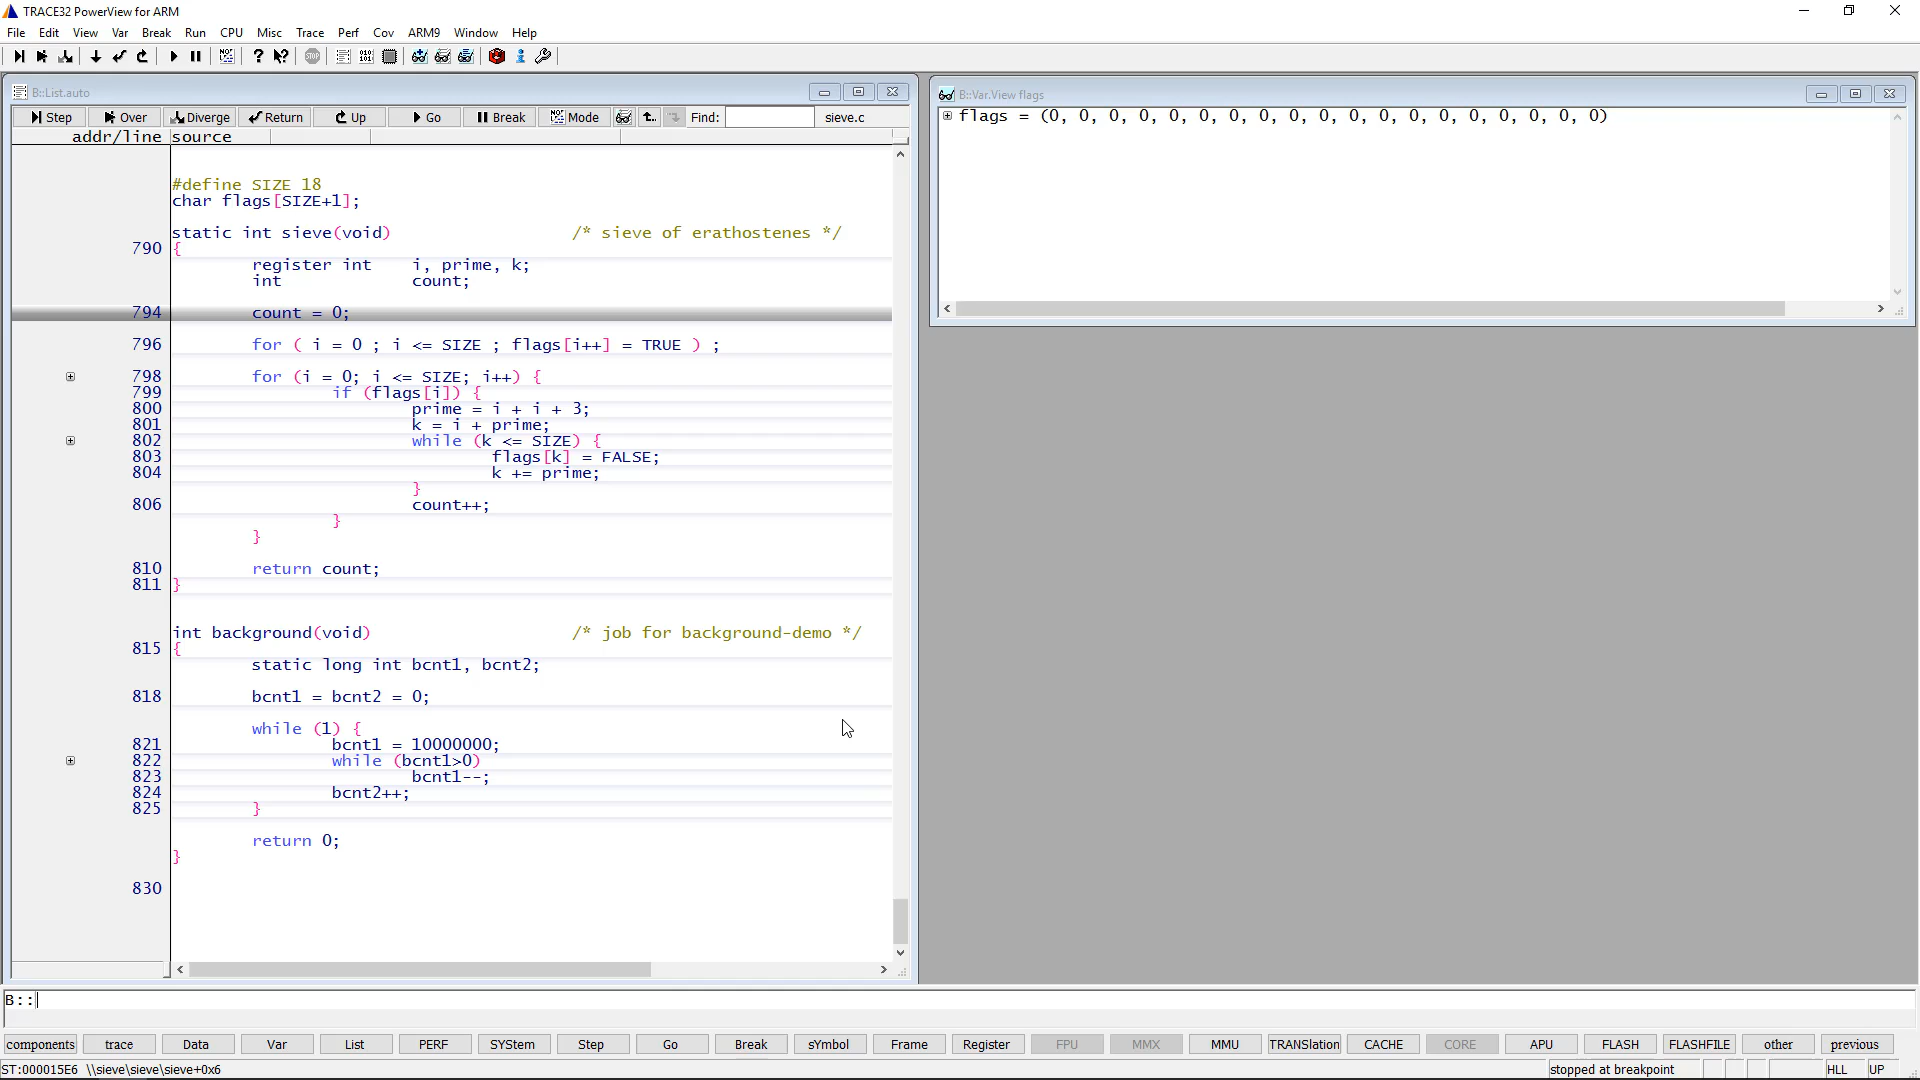 TRACE32 PowerView for ARM
File Edit View Var Break Run CPU Misc Trace Perf Cov ARM9 Window Help
B::List.auto
Step Over Diverge Return Up Go Break Mode Find: sieve.c
addr/line source
#define SIZE 18
char flags[SIZE+1];
static int sieve(void) /* sieve of erathostenes */
790 {
register int i, prime, k;
int count;
794 count = 0;
796 for ( i = 0 ; i <= SIZE ; flags[i++] = TRUE ) ;
798 for (i = 0; i <= SIZE; i++) {
799 if (flags[i]) {
800 prime = i + i + 3;
801 k = i + prime;
802 while (k <= SIZE) {
803 flags[k] = FALSE;
804 k += prime;
}
806 count++;
}
}
810 return count;
811 }
int background(void) /* job for background-demo */
815 {
static long int bcnt1, bcnt2;
818 bcnt1 = bcnt2 = 0;
while (1) {
821 bcnt1 = 10000000;
822 while (bcnt1>0)
823 bcnt1--;
824 bcnt2++;
825 }
return 0;
}
830
B::Var.View flags
flags = (0, 0, 0, 0, 0, 0, 0, 0, 0, 0, 0, 0, 0, 0, 0, 0, 0, 0, 0)
B::
components trace Data Var List PERF SYStem Step Go Break sYmbol Frame Register FPU MMX MMU TRANSlation CACHE CORE APU FLASH FLASHFILE other previous
ST:000015E6 \\sieve\sieve\sieve+0x6 stopped at breakpoint HLL UP